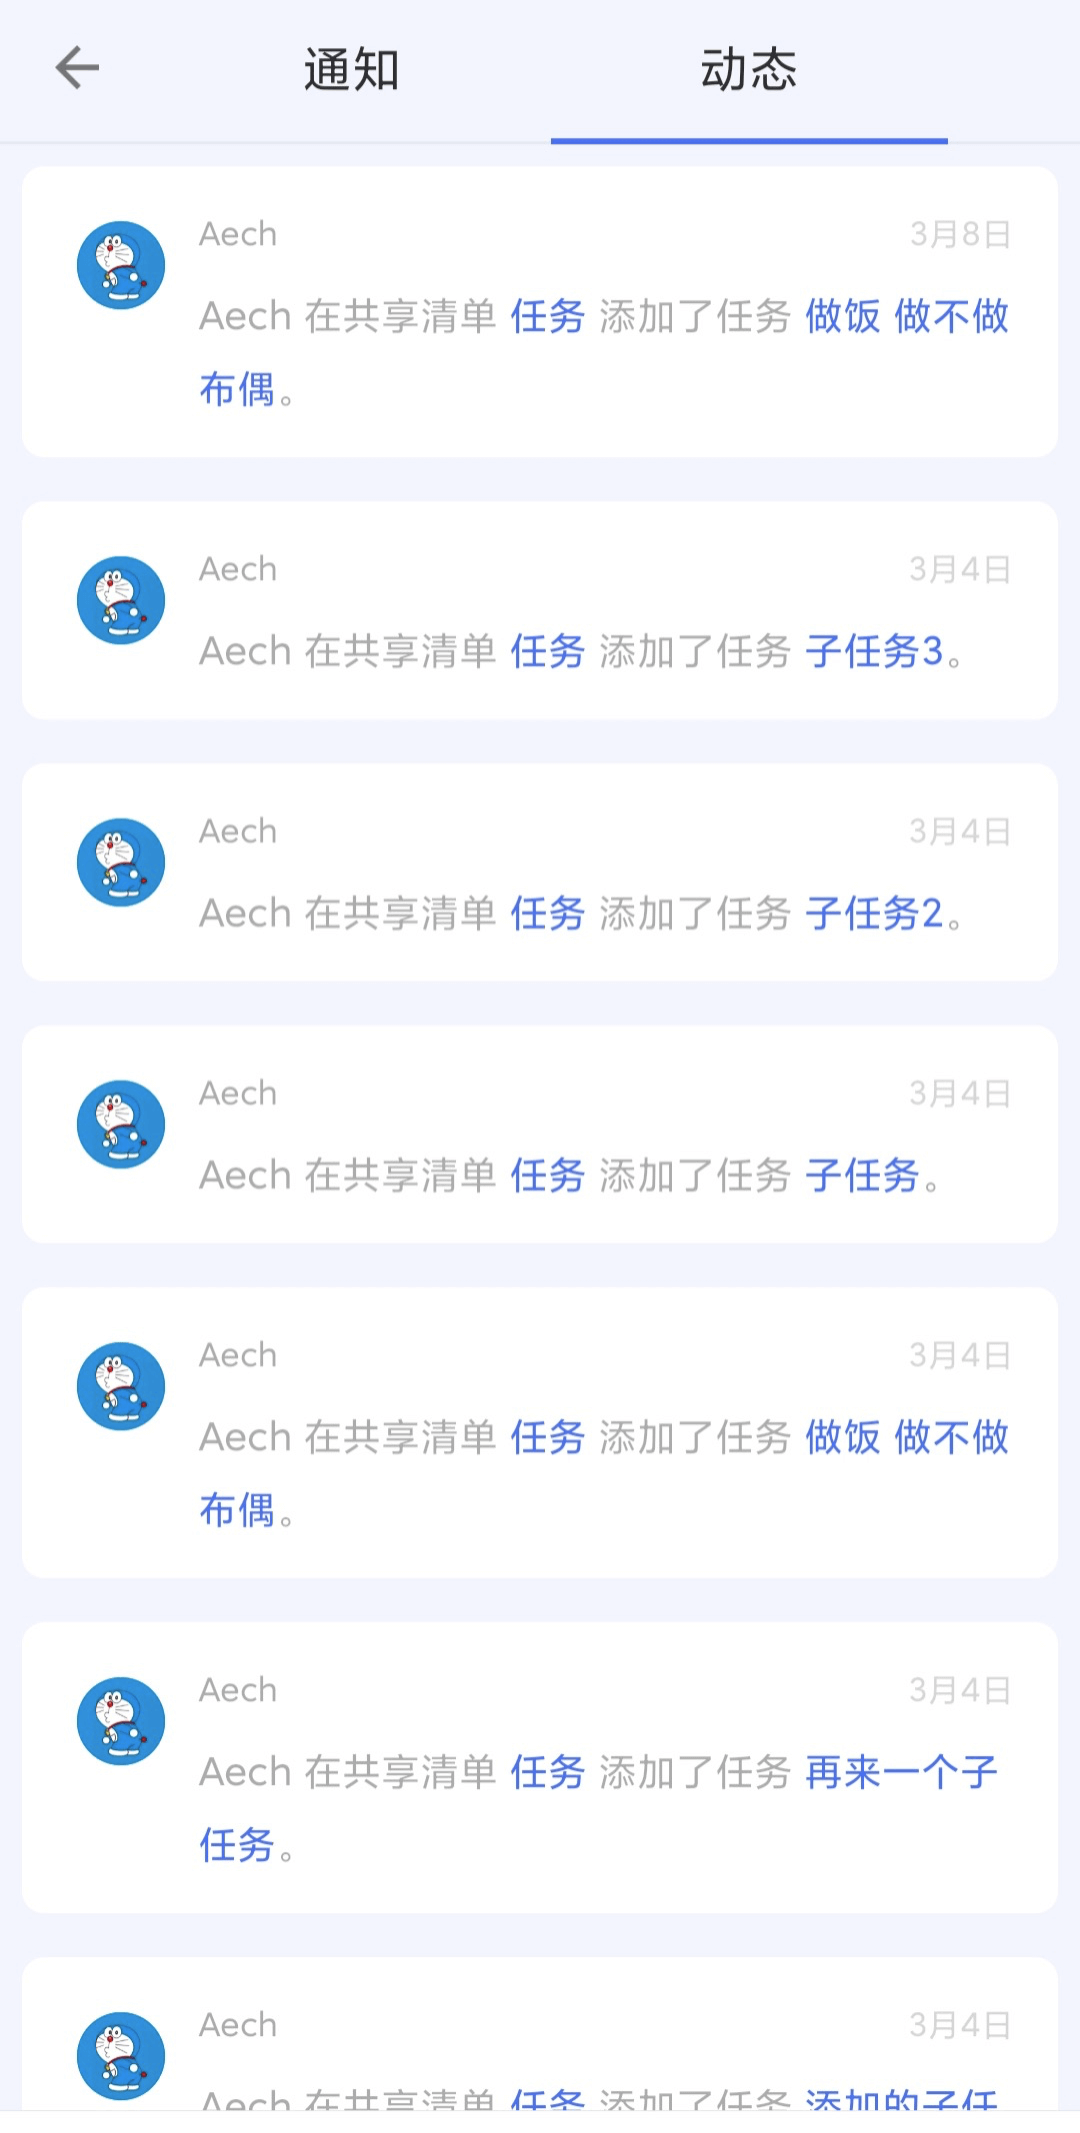 通知 动态
Aech 3月8日
Aech 在共享清单 任务 添加了任务 做饭 做不做
布偶。
Aech 3月4日
Aech 在共享清单 任务 添加了任务 子任务3。
Aech 3月4日
Aech 在共享清单 任务 添加了任务 子任务2。
Aech 3月4日
Aech 在共享清单 任务 添加了任务 子任务。
Aech 3月4日
Aech 在共享清单 任务 添加了任务 做饭 做不做
布偶。
Aech 3月4日
Aech 在共享清单 任务 添加了任务 再来一个子
任务。
Aech 3月4日
Aech 在共享清单 任务 添加了任务 添加的子任